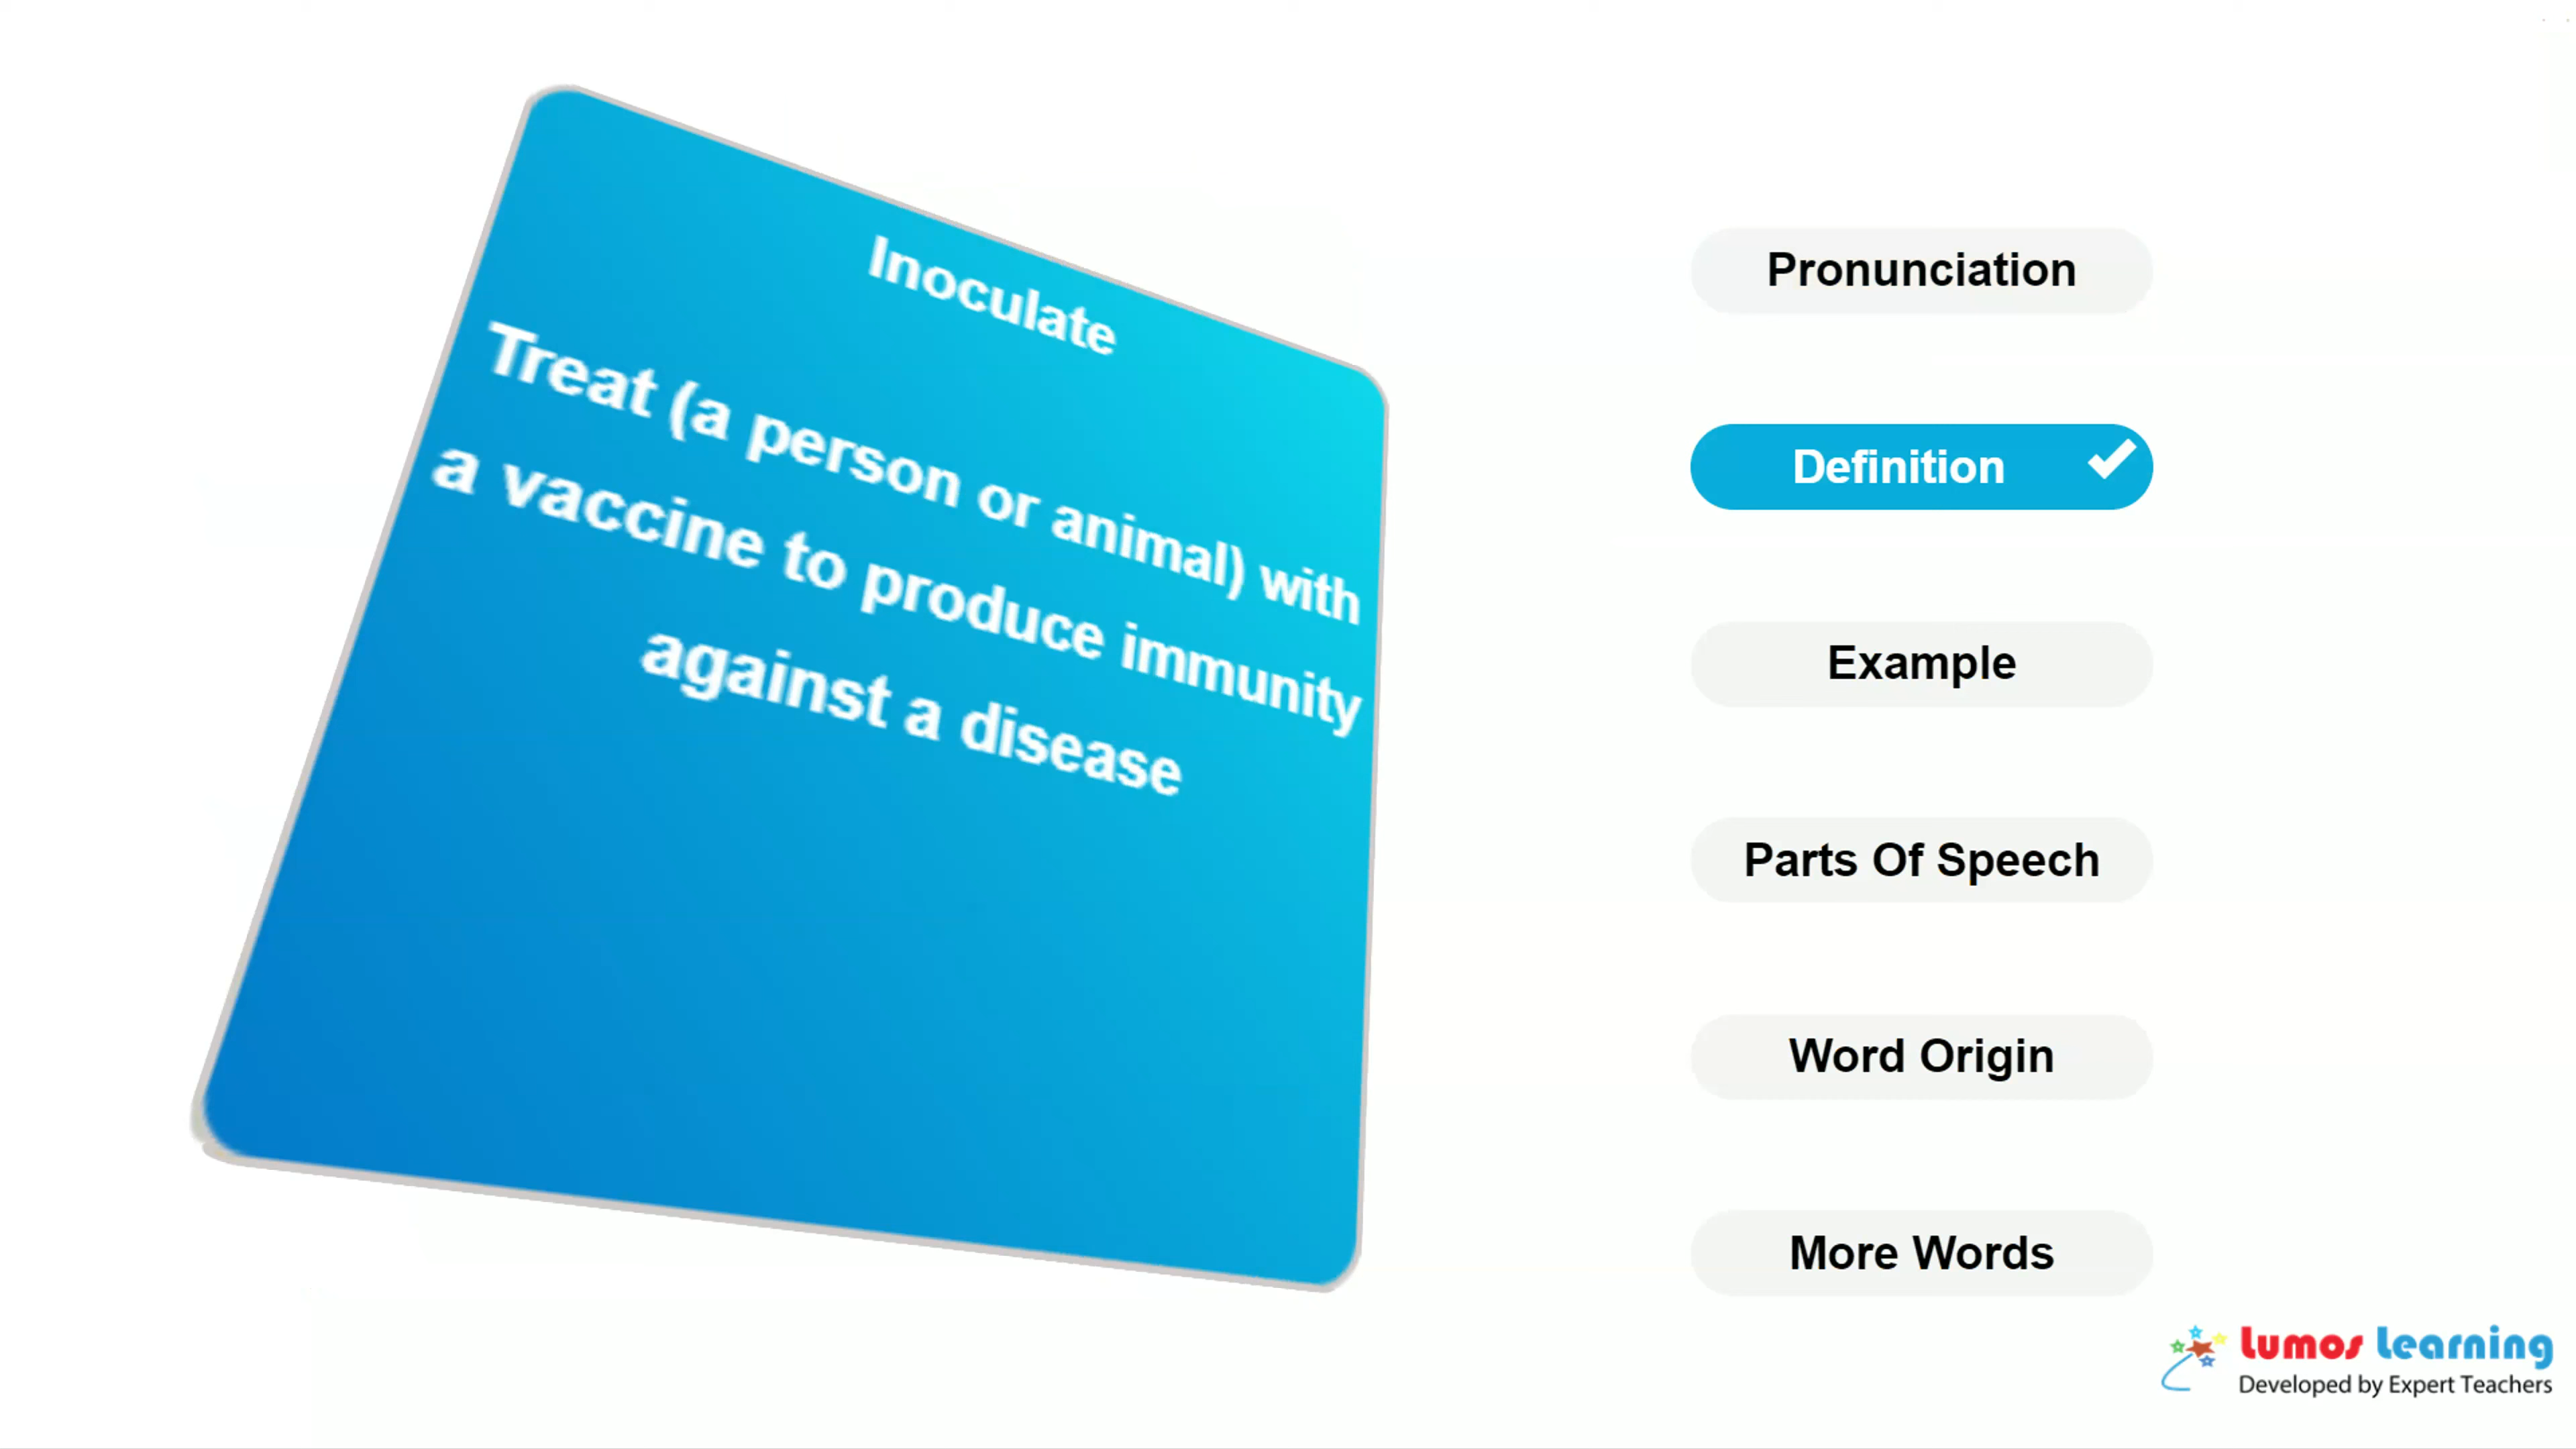 Inoculate
Treat (a person or animal) with
a vaccine to produce immunity
against a disease
Pronunciation
Definition
Example
Parts Of Speech
Word Origin
More Words
Lumos Learning
Developed by Expert Teachers